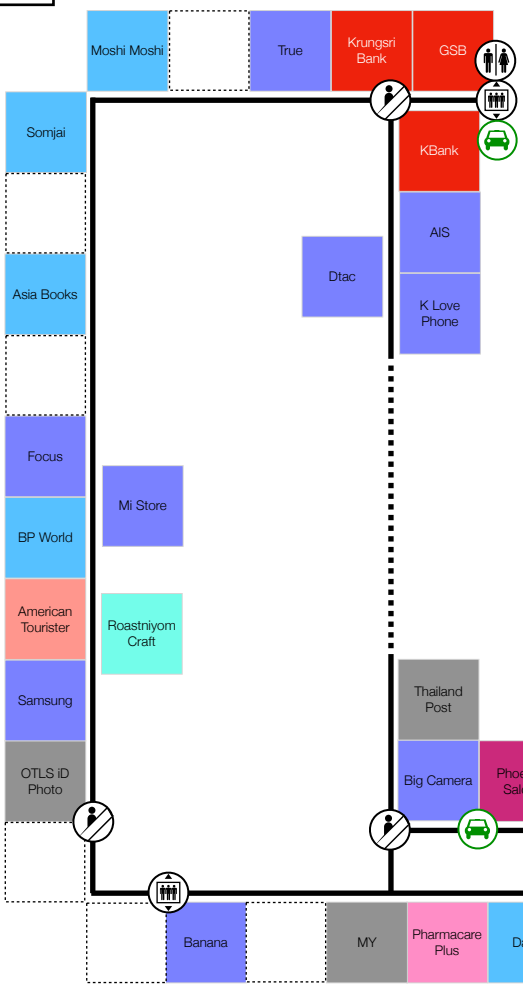 Moshi Moshi
True
Krungsri
Bank
GSB
Somjai
KBank
AIS
Dtac
Asia Books
K Love
Phone
Focus
Mi Store
BP World
American
Tourister
Roastniyom
Craft
Samsung
Thailand
Post
OTLS iD
Photo
Big Camera
Banana
MY
Pharmacare
Plus